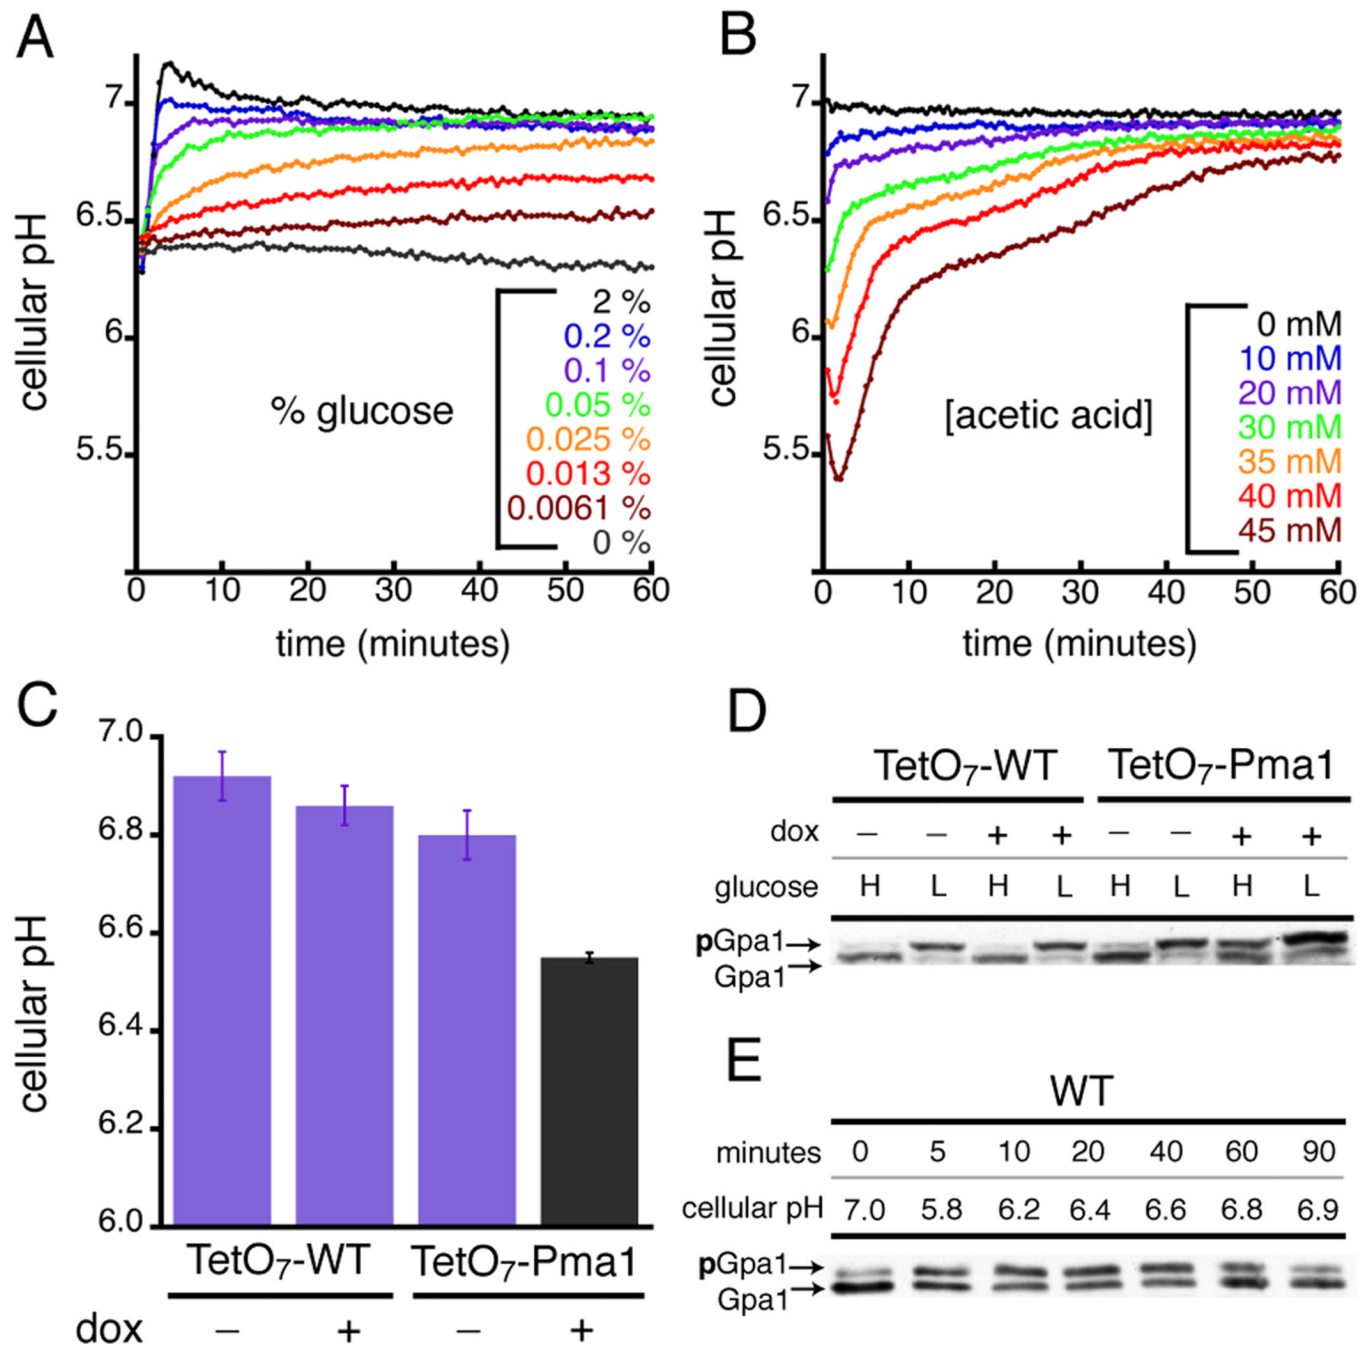 A
cellular pH
7
6.5
6
5.5
% glucose
2 %
0.2 %
0.1 %
0.05 %
0.025 %
0.013 %
0.0061 %
0 %
0 10 20 30 40 50 60
time (minutes)
B
cellular pH
7
6.5
6
5.5
[acetic acid]
0 mM
10 mM
20 mM
30 mM
35 mM
40 mM
45 mM
0 10 20 30 40 50 60
time (minutes)
C
cellular pH
7.0
6.8
6.6
6.4
6.2
6.0
TetO₇-WT TetO₇-Pma1
dox – + – +
D
TetO₇-WT TetO₇-Pma1
dox – – + + – – + +
glucose H L H L H L H L
pGpa1
Gpa1
E
WT
minutes 0 5 10 20 40 60 90
cellular pH 7.0 5.8 6.2 6.4 6.6 6.8 6.9
pGpa1
Gpa1